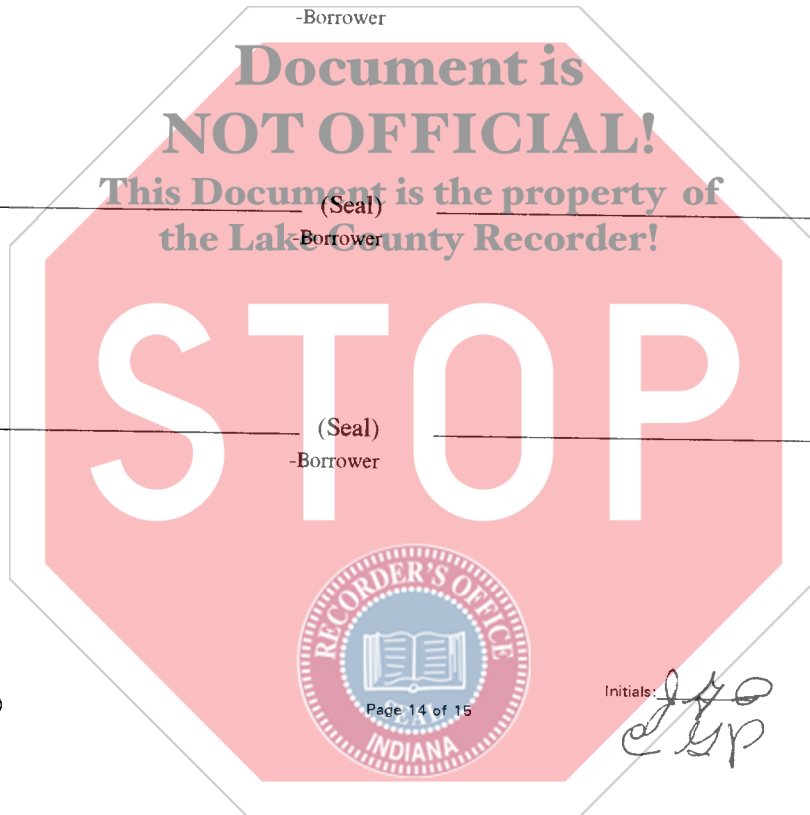 -Borrower
Document is
NOT OFFICIAL!
This Document is the property of
the Lake County Recorder!
(Seal)
-Borrower
STOP
(Seal)
-Borrower
RECORDER'S OFFICE
SEAL
INDIANA
Page 14 of 15
Initials: